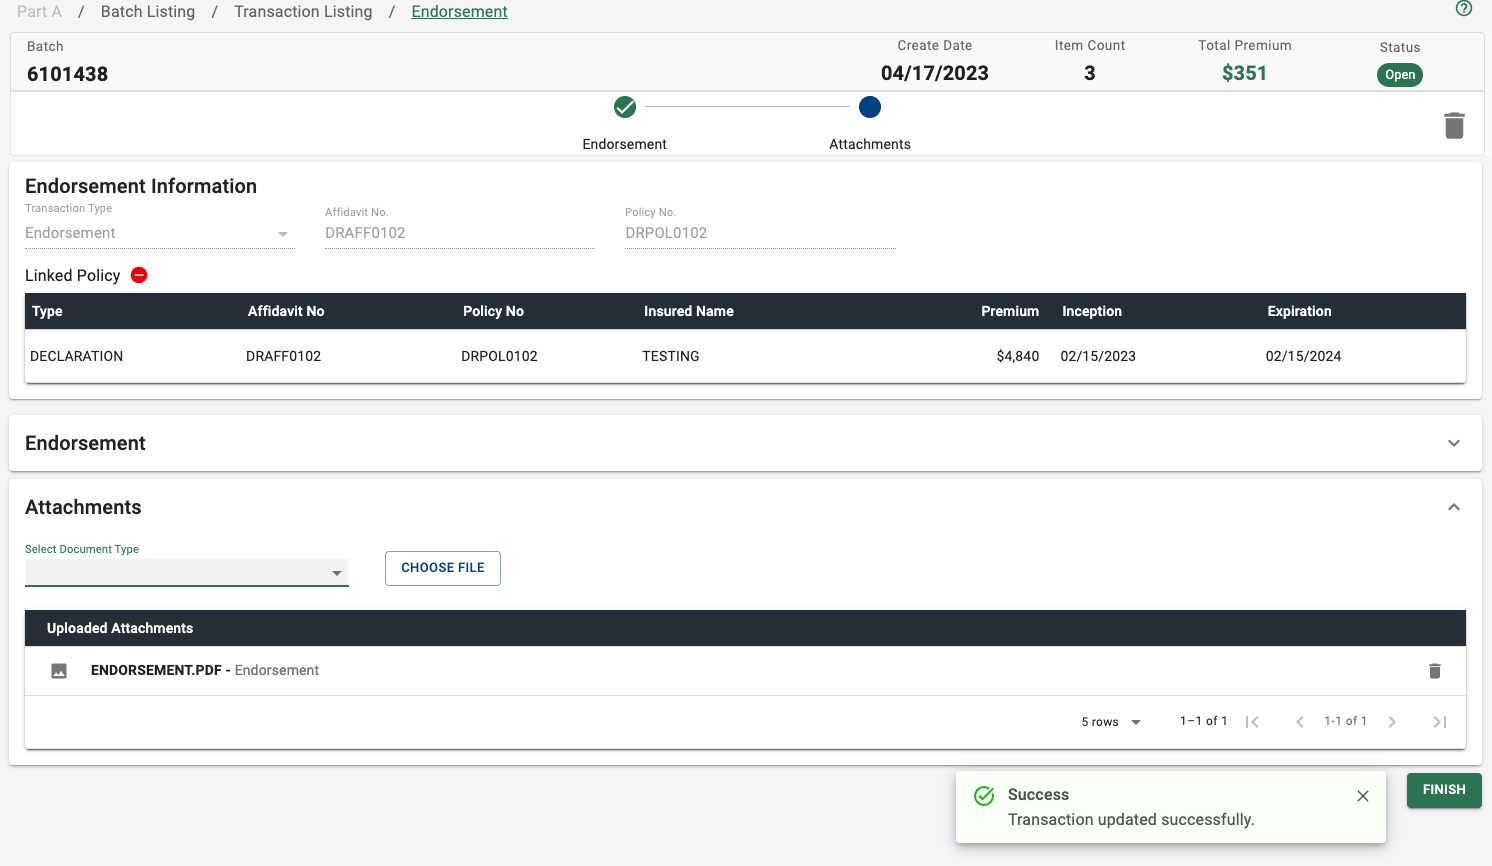 Part A / Batch Listing / Transaction Listing / Endorsement
Batch
6101438
Create Date
04/17/2023
Item Count
3
Total Premium
$351
Status
Open
Endorsement
Attachments
Endorsement Information
Transaction Type
Endorsement
Affidavit No.
DRAFF0102
Policy No.
DRPOL0102
Linked Policy
Type Affidavit No Policy No Insured Name Premium Inception Expiration
DECLARATION DRAFF0102 DRPOL0102 TESTING $4,840 02/15/2023 02/15/2024
Endorsement
Attachments
Select Document Type
CHOOSE FILE
Uploaded Attachments
ENDORSEMENT.PDF - Endorsement
5 rows 1–1 of 1 1-1 of 1
Success
Transaction updated successfully.
FINISH